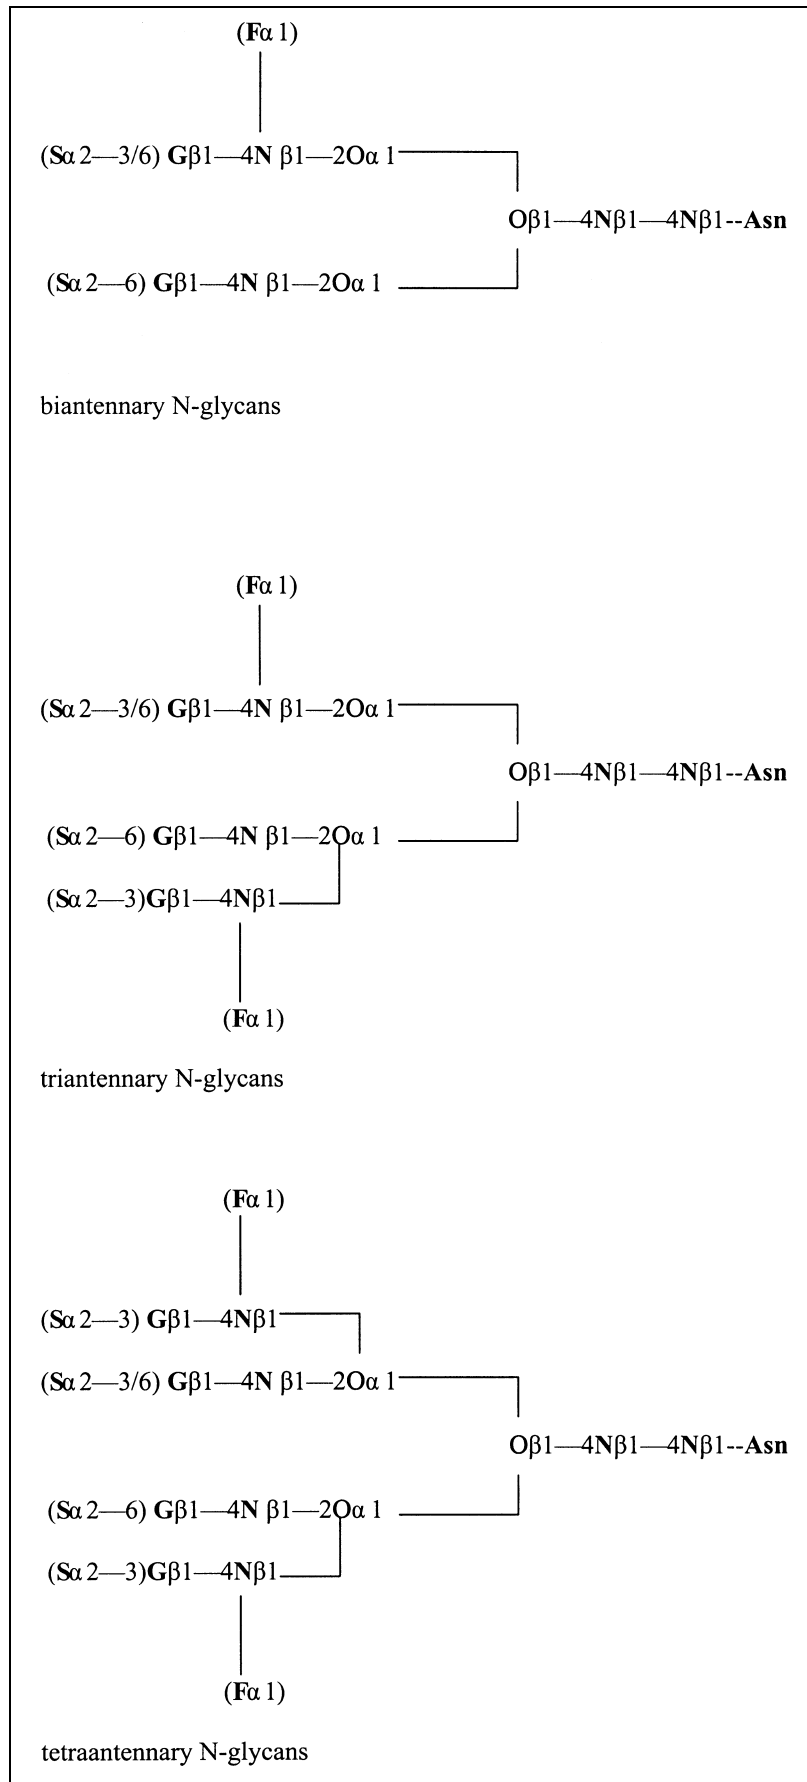 (Fα 1)
(Sα 2—3/6) Gβ1—4N β1—2Oα 1
Oβ1—4Nβ1—4Nβ1--Asn
(Sα 2—6) Gβ1—4N β1—2Oα 1
biantennary N-glycans
(Fα 1)
(Sα 2—3/6) Gβ1—4N β1—2Oα 1
Oβ1—4Nβ1—4Nβ1--Asn
(Sα 2—6) Gβ1—4N β1—2Oα 1
(Sα 2—3)Gβ1—4Nβ1
(Fα 1)
triantennary N-glycans
(Fα 1)
(Sα 2—3) Gβ1—4Nβ1
(Sα 2—3/6) Gβ1—4N β1—2Oα 1
Oβ1—4Nβ1—4Nβ1--Asn
(Sα 2—6) Gβ1—4N β1—2Oα 1
(Sα 2—3)Gβ1—4Nβ1
(Fα 1)
tetraantennary N-glycans